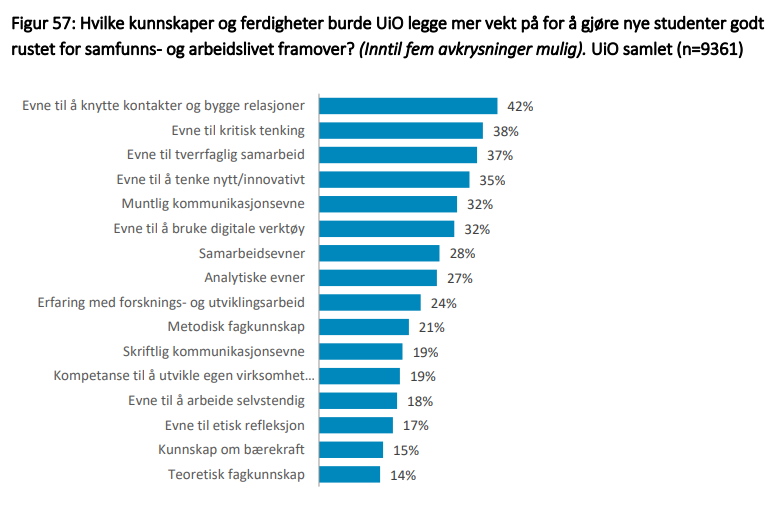 Figur 57: Hvilke kunnskaper og ferdigheter burde UiO legge mer vekt på for å gjøre nye studenter godt
rustet for samfunns- og arbeidslivet framover? (Inntil fem avkrysninger mulig). UiO samlet (n=9361)
Evne til å knytte kontakter og bygge relasjoner 42%
Evne til kritisk tenking 38%
Evne til tverrfaglig samarbeid 37%
Evne til å tenke nytt/innovativt 35%
Muntlig kommunikasjonsevne 32%
Evne til å bruke digitale verktøy 32%
Samarbeidsevner 28%
Analytiske evner 27%
Erfaring med forsknings- og utviklingsarbeid 24%
Metodisk fagkunnskap 21%
Skriftlig kommunikasjonsevne 19%
Kompetanse til å utvikle egen virksomhet... 19%
Evne til å arbeide selvstendig 18%
Evne til etisk refleksjon 17%
Kunnskap om bærekraft 15%
Teoretisk fagkunnskap 14%